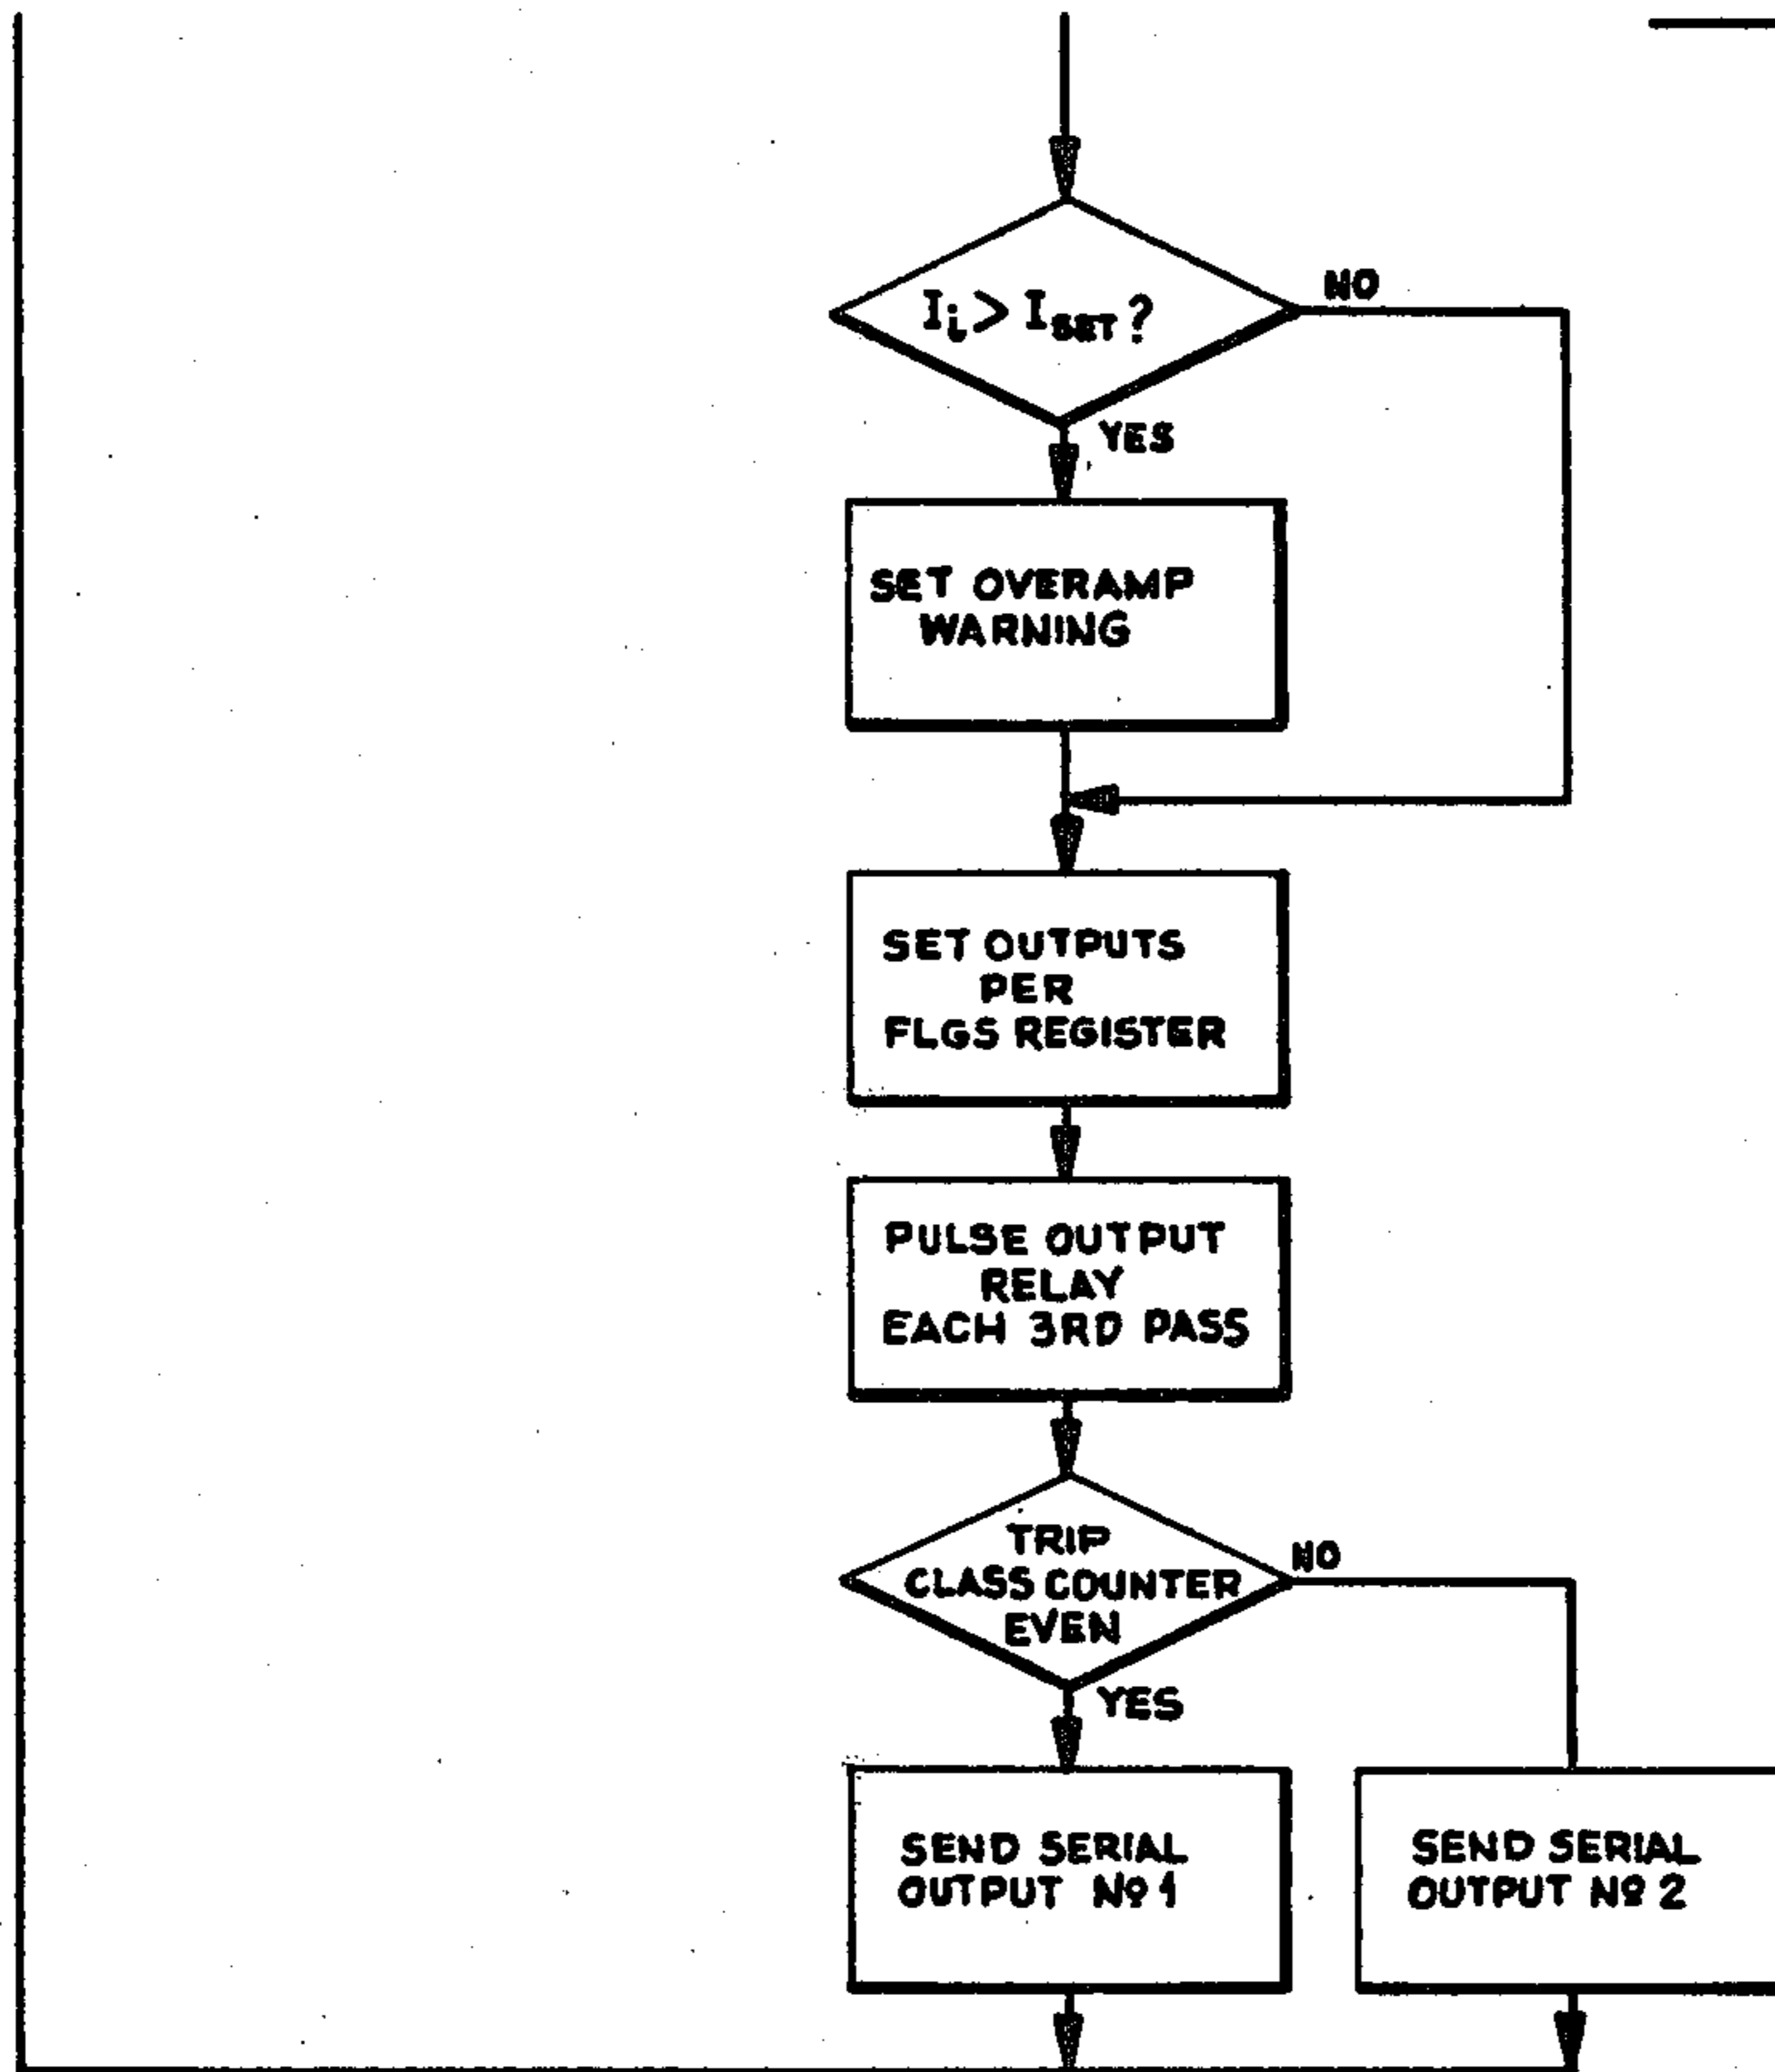 NO
I_i > I_SET ?
YES
SET OVERAMP
WARNING
SET OUTPUTS
PER
FLGS REGISTER
PULSE OUTPUT
RELAY
EACH 3RD PASS
TRIP
CLASS COUNTER
EVEN
NO
YES
SEND SERIAL
OUTPUT Nº 1
SEND SERIAL
OUTPUT Nº 2